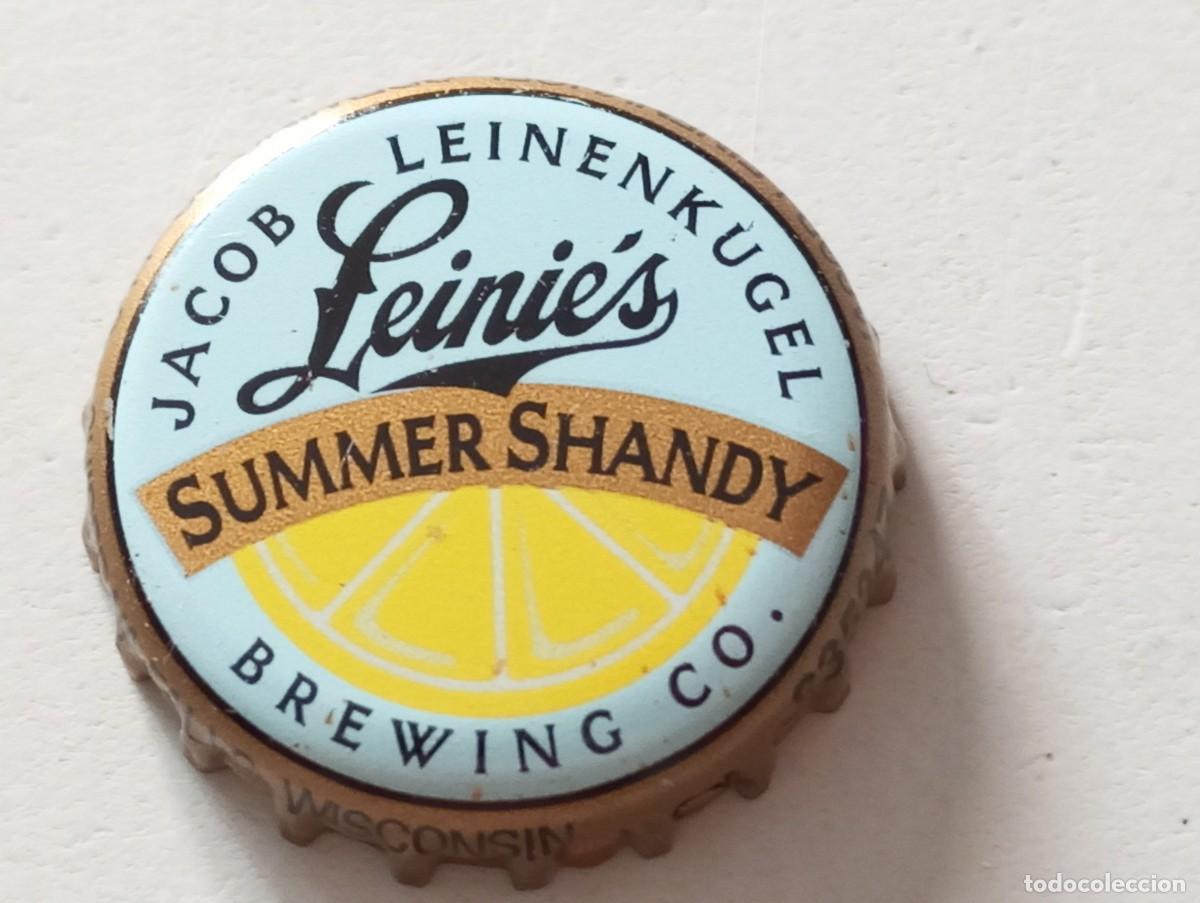 JACOB LEINENKUGEL
Leinie's
SUMMER SHANDY
BREWING CO.
WISCONSIN
todocoleccion